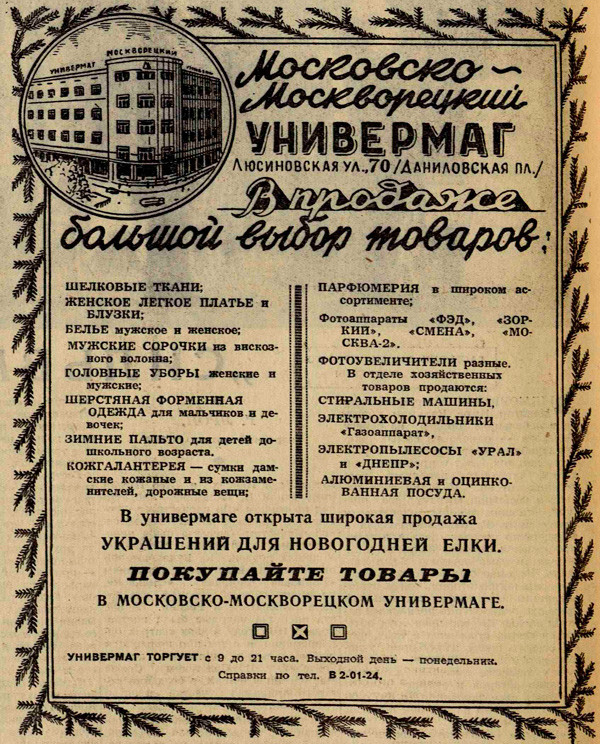 УНИВЕРМАГ МОСКВОРЕЦКИЙ
Московско-
Москворецкий
УНИВЕРМАГ
Люсиновская ул., 70 /Даниловская пл./
В продаже
большой выбор товаров:
ШЕЛКОВЫЕ ТКАНИ;
ЖЕНСКОЕ ЛЕГКОЕ ПЛАТЬЕ и
БЛУЗКИ;
БЕЛЬЕ мужское и женское;
МУЖСКИЕ СОРОЧКИ из вискоз-
ного волокна;
ГОЛОВНЫЕ УБОРЫ женские и
мужские;
ШЕРСТЯНАЯ ФОРМЕННАЯ
ОДЕЖДА для мальчиков и де-
вочек;
ЗИМНИЕ ПАЛЬТО для детей до-
школьного возраста.
КОЖГАЛАНТЕРЕЯ — сумки дам-
ские кожаные и из кожзаме-
нителей, дорожные вещи;
ПАРФЮМЕРИЯ в широком ас-
сортименте;
Фотоаппараты «ФЭД», «ЗОР-
КИЙ», «СМЕНА», «МО-
СКВА-2».
ФОТОУВЕЛИЧИТЕЛИ разные.
В отделе хозяйственных
товаров продаются:
СТИРАЛЬНЫЕ МАШИНЫ,
ЭЛЕКТРОХОЛОДИЛЬНИКИ
«Газоаппарат»,
ЭЛЕКТРОПЫЛЕСОСЫ «УРАЛ»
и «ДНЕПР»;
АЛЮМИНИЕВАЯ и ОЦИНКО-
ВАННАЯ ПОСУДА.
В универмаге открыта широкая продажа
УКРАШЕНИЙ ДЛЯ НОВОГОДНЕЙ ЕЛКИ.
ПОКУПАЙТЕ ТОВАРЫ
В МОСКОВСКО-МОСКВОРЕЦКОМ УНИВЕРМАГЕ.
УНИВЕРМАГ ТОРГУЕТ с 9 до 21 часа. Выходной день — понедельник.
Справки по тел. В 2-01-24.